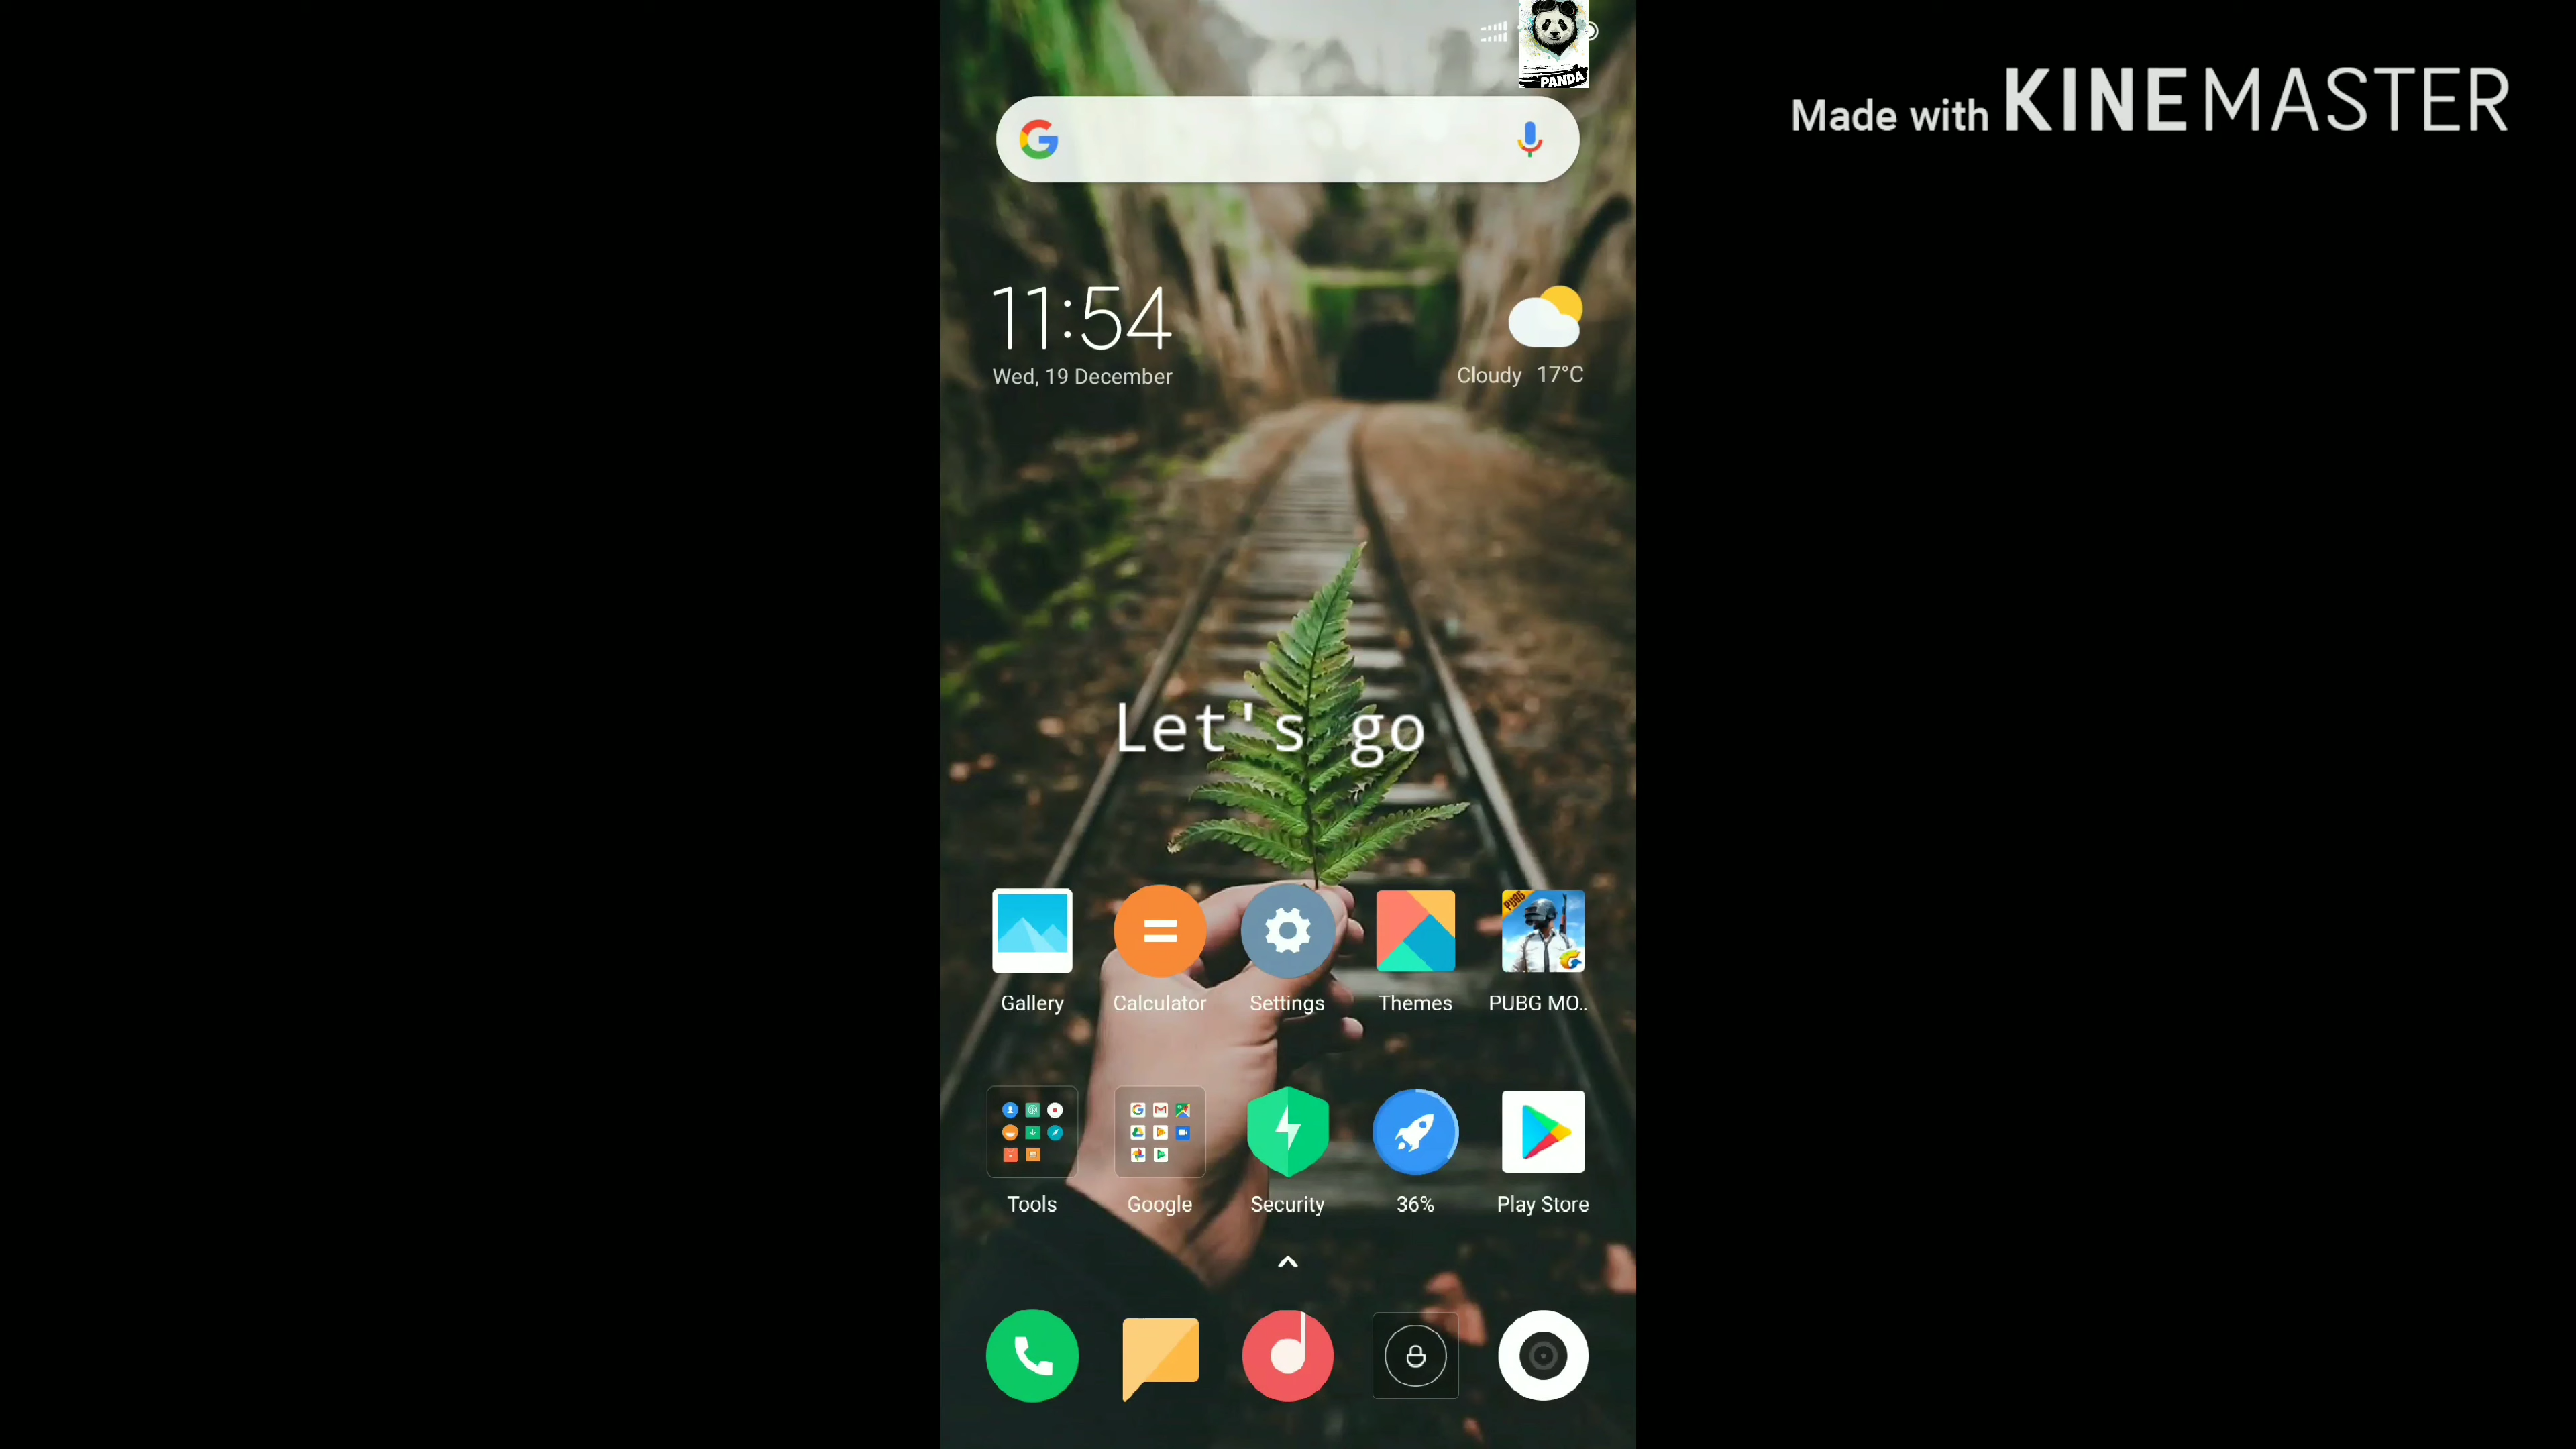 PANDA
Made with KINEMASTER
11:54
Wed, 19 December
Cloudy 17°C
Let's go
PUBG
Gallery
Calculator
Settings
Themes
PUBG MO..
Tools
Google
Security
36%
Play Store